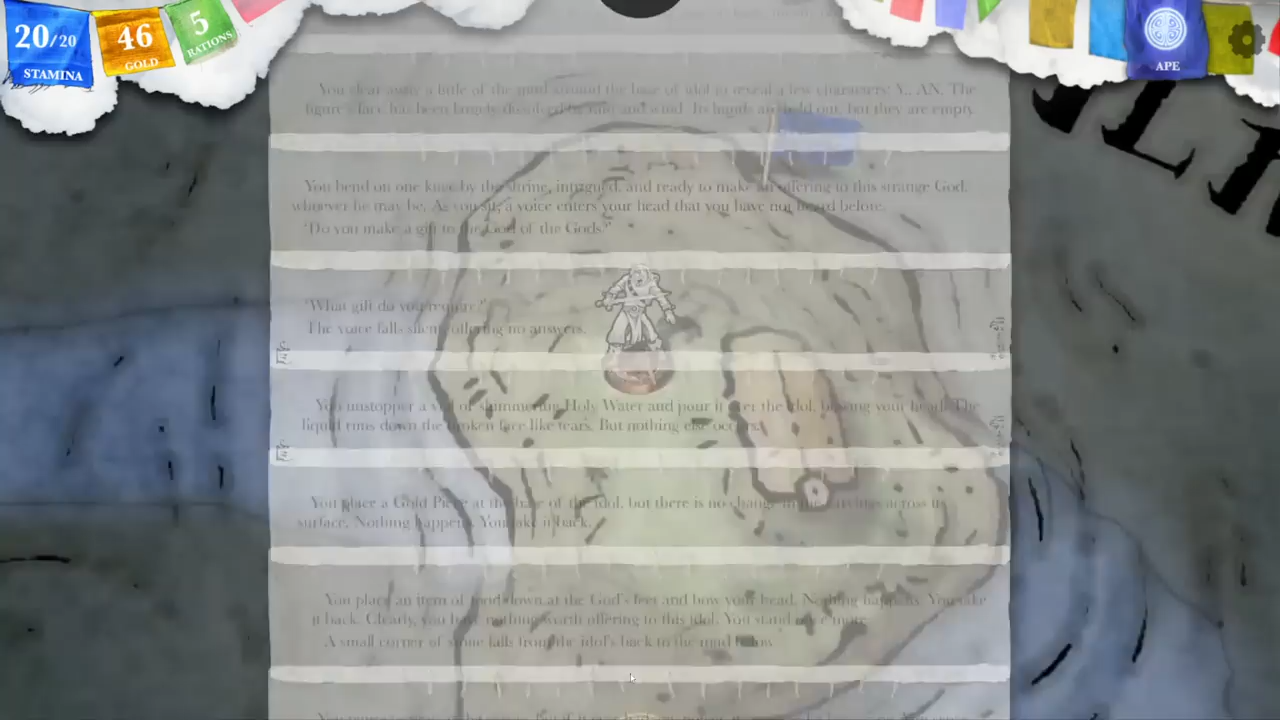 20/20
STAMINA
46
GOLD
5
RATIONS
APE
You clear away a little of the mud around the base of idol to reveal a few characters: Y.. AN. The
figure's face has been largely dissolved by rain and wind. Its hands are held out, but they are empty.
You bend on one knee by the shrine, intrigued, and ready to make an offering to this strange God,
whoever he may be. As you sit, a voice enters your head that you have not heard before.
'Do you make a gift to the God of the Gods?'
'What gift do you require?'
The voice falls silent, offering no answers.
You unstopper a vial of shimmering Holy Water and pour it over the idol, bowing your head. The
liquid runs down the broken face like tears. But nothing else occurs.
You place a Gold Piece at the base of the idol, but there is no change in the carvings across its
surface. Nothing happens. You take it back.
You place an item of food down at the God's feet and bow your head. Nothing happens. You take
it back. Clearly, you have nothing worth offering to this idol. You stand once more.
A small corner of stone falls from the idol's back to the mud below.